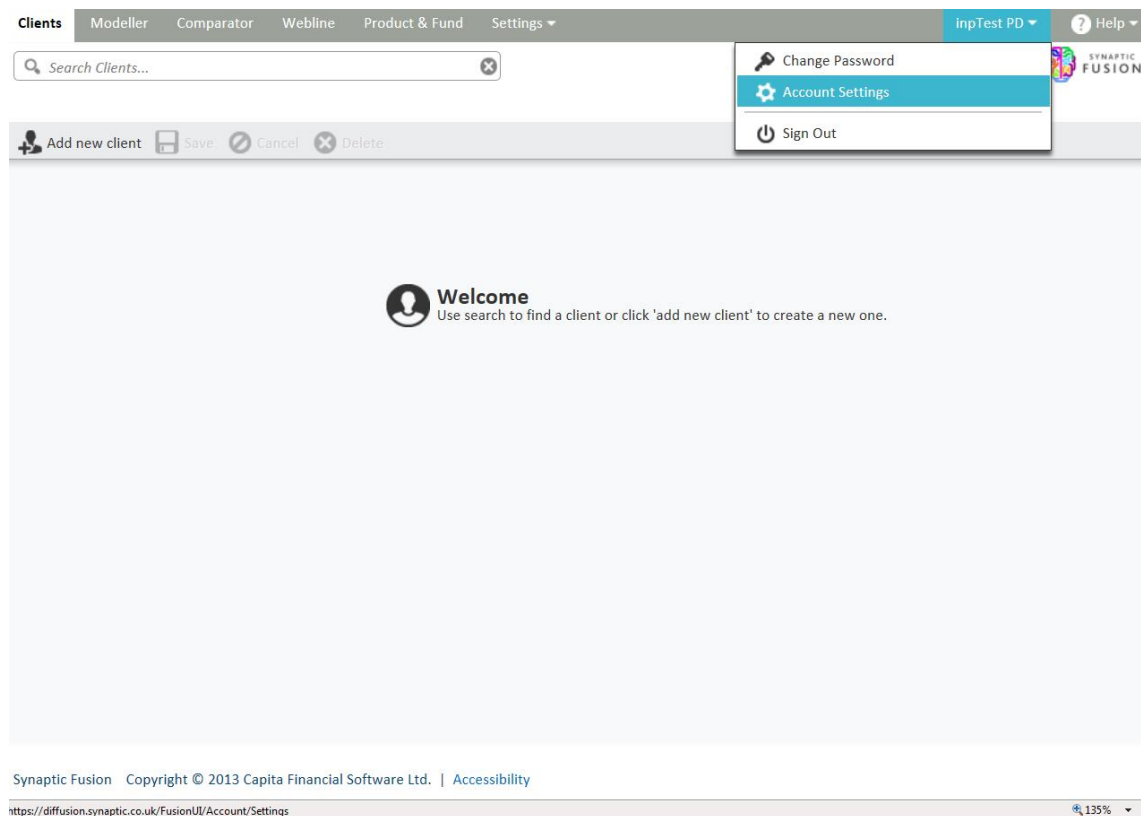 Clients Modeller Comparator Webline Product & Fund Settings inpTest PD ? Help
Search Clients...
Change Password
SYNAPTIC
FUSION
Account Settings
Sign Out
Add new client Save Cancel Delete
Welcome
Use search to find a client or click 'add new client' to create a new one.
Synaptic Fusion Copyright © 2013 Capita Financial Software Ltd. | Accessibility
https://diffusion.synaptic.co.uk/FusionUI/Account/Settings 135%